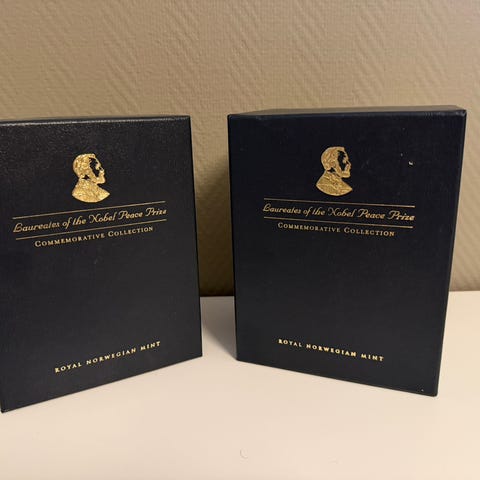 Laureates of the Nobel Peace Prize
COMMEMORATIVE COLLECTION
ROYAL NORWEGIAN MINT
Laureates of the Nobel Peace Prize
COMMEMORATIVE COLLECTION
ROYAL NORWEGIAN MINT